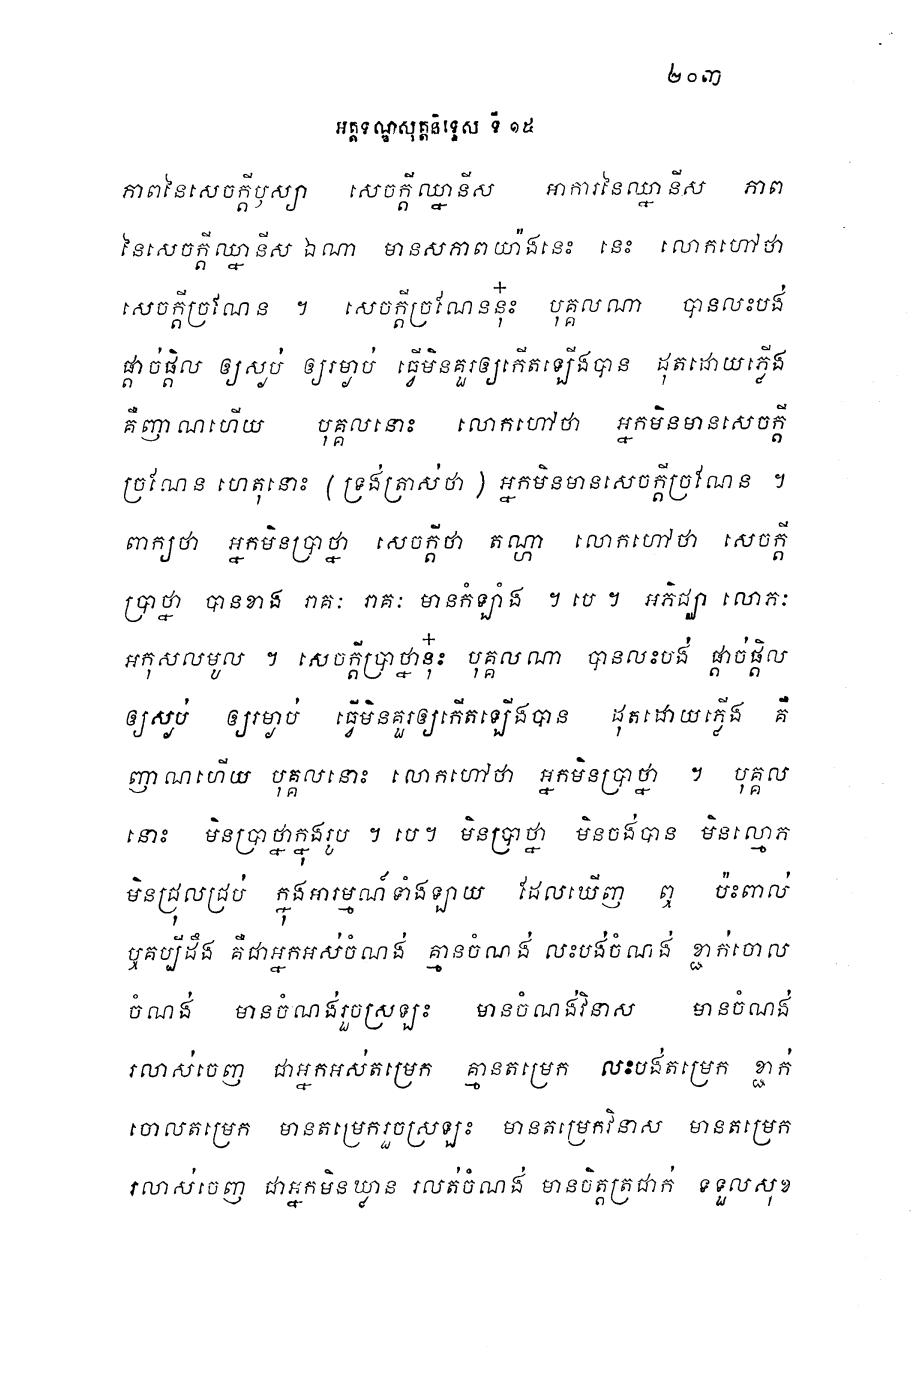 ២០៣
អត្តទណ្ឌសុត្តនិទ្ទេស ទី ១៥
ភាពនៃសេចក្តីឫស្យា សេចក្តីឈ្នានីស អាការនៃឈ្នានីស ភាព
នៃសេចក្តីឈ្នានីស ឯណា មានសភាពយ៉ាងនេះ នេះ លោកហៅថា
សេចក្តីច្រណែន ។ សេចក្តីច្រណែននុ៎ះ បុគ្គលណា បានលះបង់
ផ្តាច់ផ្តិល ឲ្យស្ងប់ ឲ្យរម្ងាប់ ធ្វើមិនគួរឲ្យកើតឡើងបាន ដុតដោយភ្លើង
គឺញាណហើយ បុគ្គលនោះ លោកហៅថា អ្នកមិនមានសេចក្តី
ច្រណែន ហេតុនោះ ( ទ្រង់ត្រាស់ថា ) អ្នកមិនមានសេចក្តីច្រណែន ។
ពាក្យថា អ្នកមិនប្រាថ្នា សេចក្តីថា តណ្ហា លោកហៅថា សេចក្តី
ប្រាថ្នា បានខាង រាគៈ រាគៈ មានកំឡាំង ។ បេ ។ អភិជ្ឈា លោភៈ
អកុសលមូល ។ សេចក្តីប្រាថ្នានុ៎ះ បុគ្គលណា បានលះបង់ ផ្តាច់ផ្តិល
ឲ្យស្ងប់ ឲ្យរម្ងាប់ ធ្វើមិនគួរឲ្យកើតឡើងបាន ដុតដោយភ្លើង គឺ
ញាណហើយ បុគ្គលនោះ លោកហៅថា អ្នកមិនប្រាថ្នា ។ បុគ្គល
នោះ មិនប្រាថ្នាក្នុងរូប ។ បេ។ មិនប្រាថ្នា មិនចង់បាន មិនល្មោភ
មិនជ្រុលជ្រប់ ក្នុងអារម្មណ៍ទាំងឡាយ ដែលឃើញ ឮ ប៉ះពាល់
ឬគប្បីដឹង គឺជាអ្នកអស់ចំណង់ គ្មានចំណង់ លះបង់ចំណង់ ខ្ជាក់ចោល
ចំណង់ មានចំណង់រួចស្រឡះ មានចំណង់វិនាស មានចំណង់
រលាស់ចេញ ជាអ្នកអស់តម្រេក គ្មានតម្រេក លះបង់តម្រេក ខ្ជាក់
ចោលតម្រេក មានតម្រេករួចស្រឡះ មានតម្រេកវិនាស មានតម្រេក
រលាស់ចេញ ជាអ្នកមិនឃ្លាន រលត់ចំណង់ មានចិត្តត្រជាក់ ទទួលសុខ